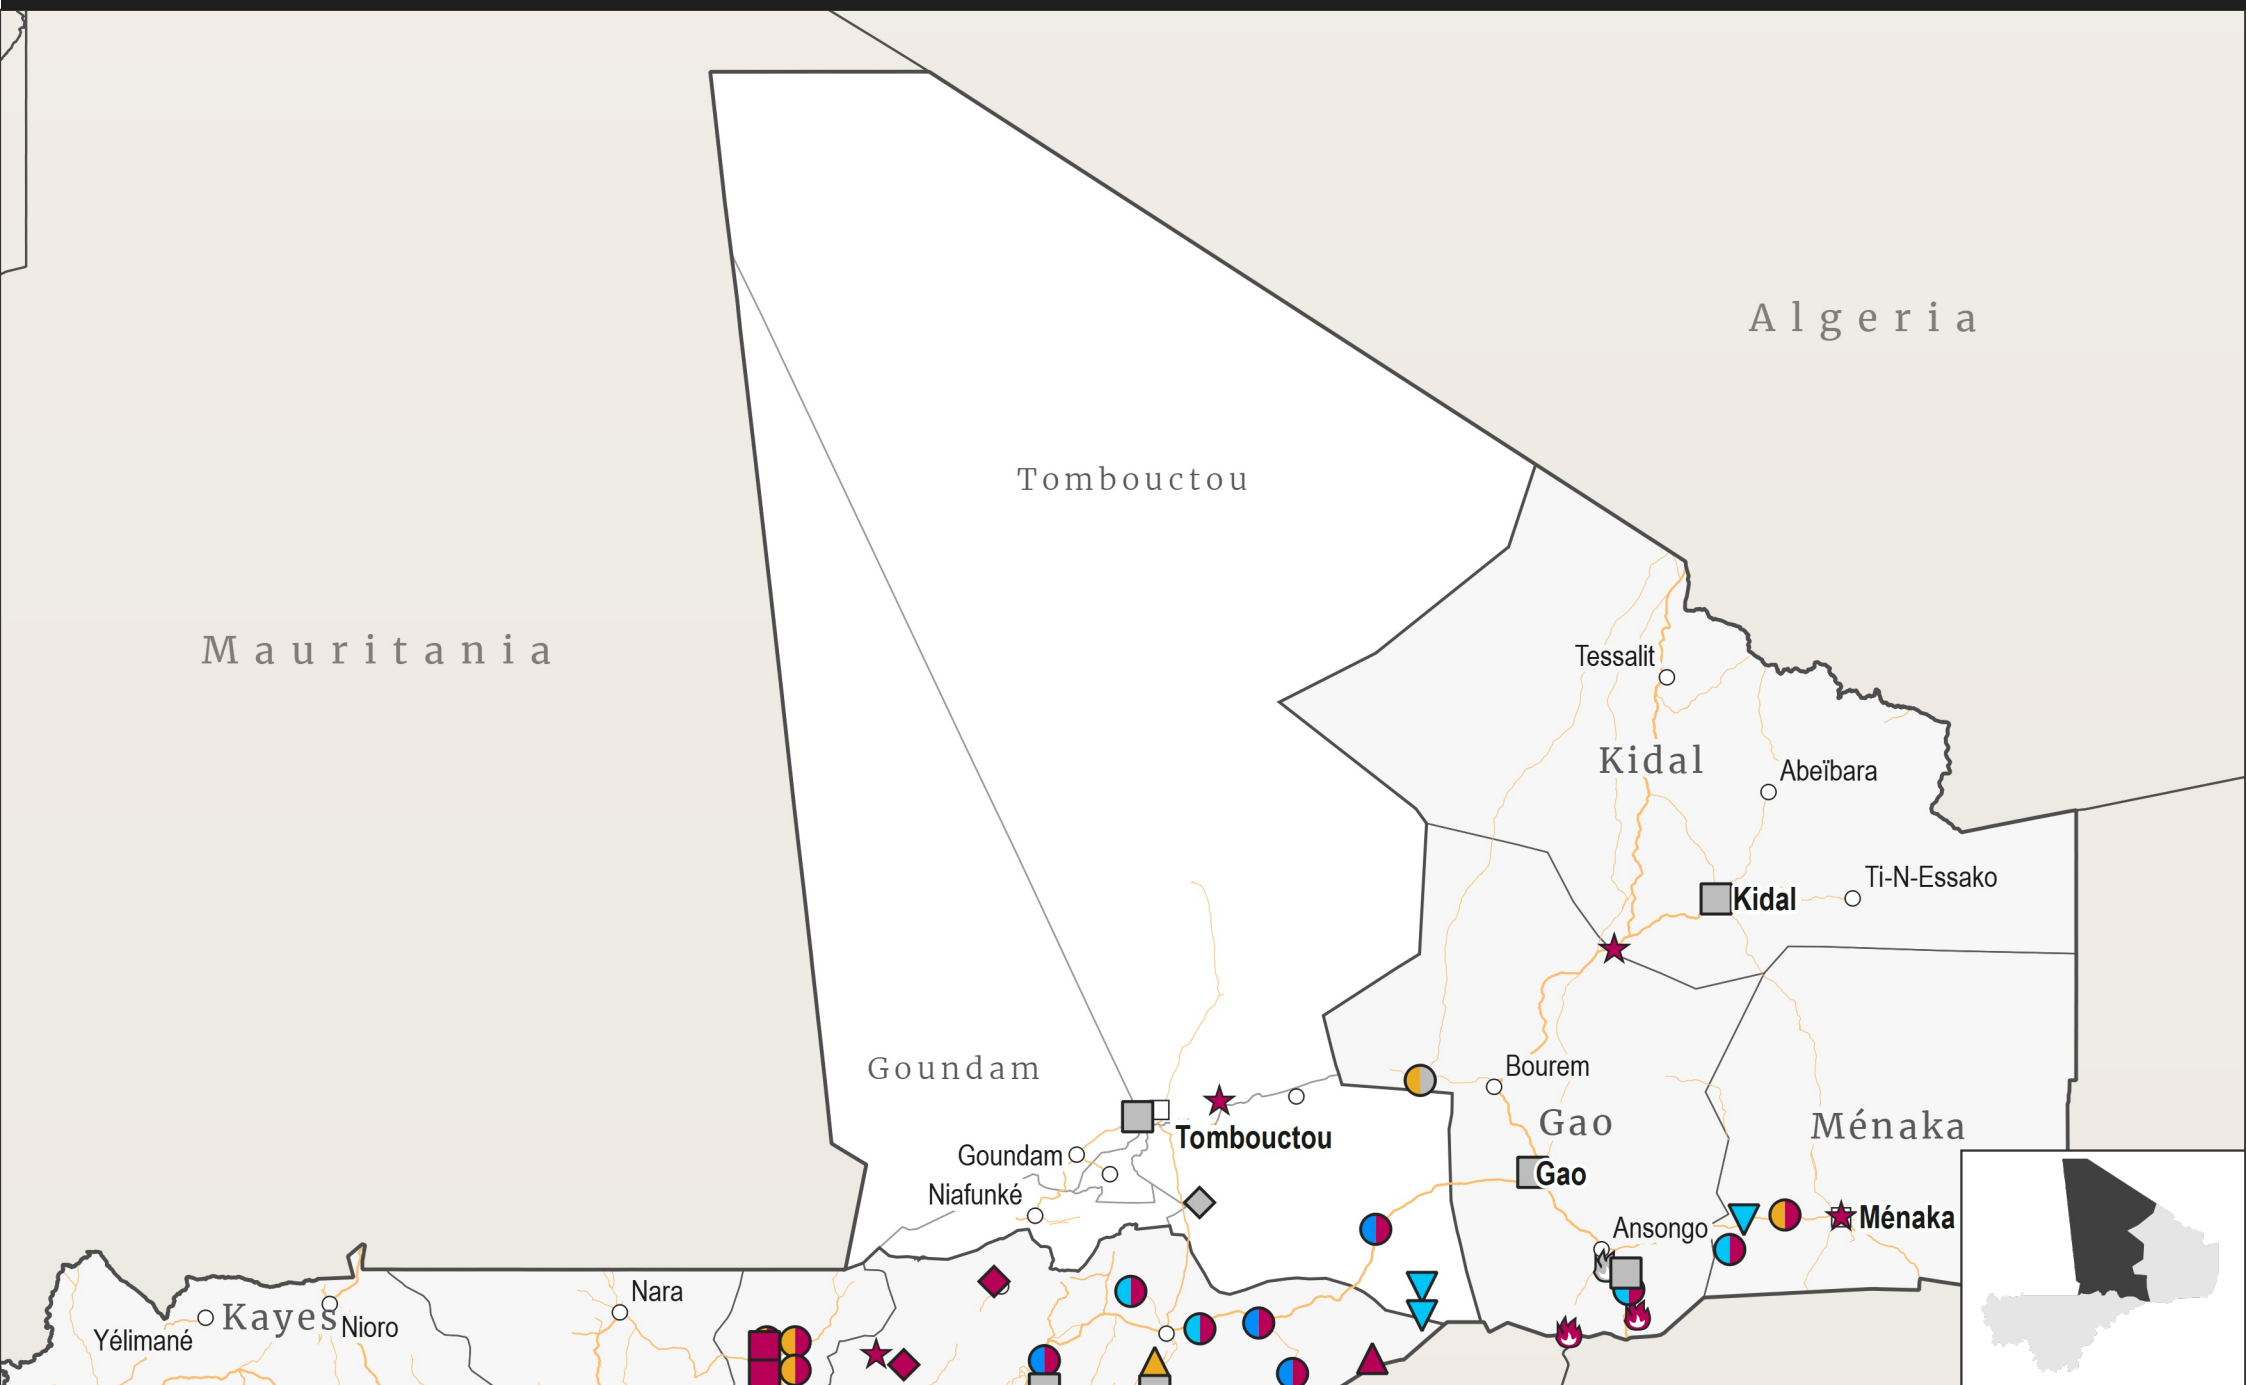 Algeria
Tombouctou
Mauritania
Tessalit
Kidal
Abeïbara
Ti-N-Essako
Kidal
Goundam
Bourem
Gao
Ménaka
Tombouctou
Goundam
Gao
Niafunké
Ansongo
Ménaka
Nara
Kayes
Nioro
Yélimané